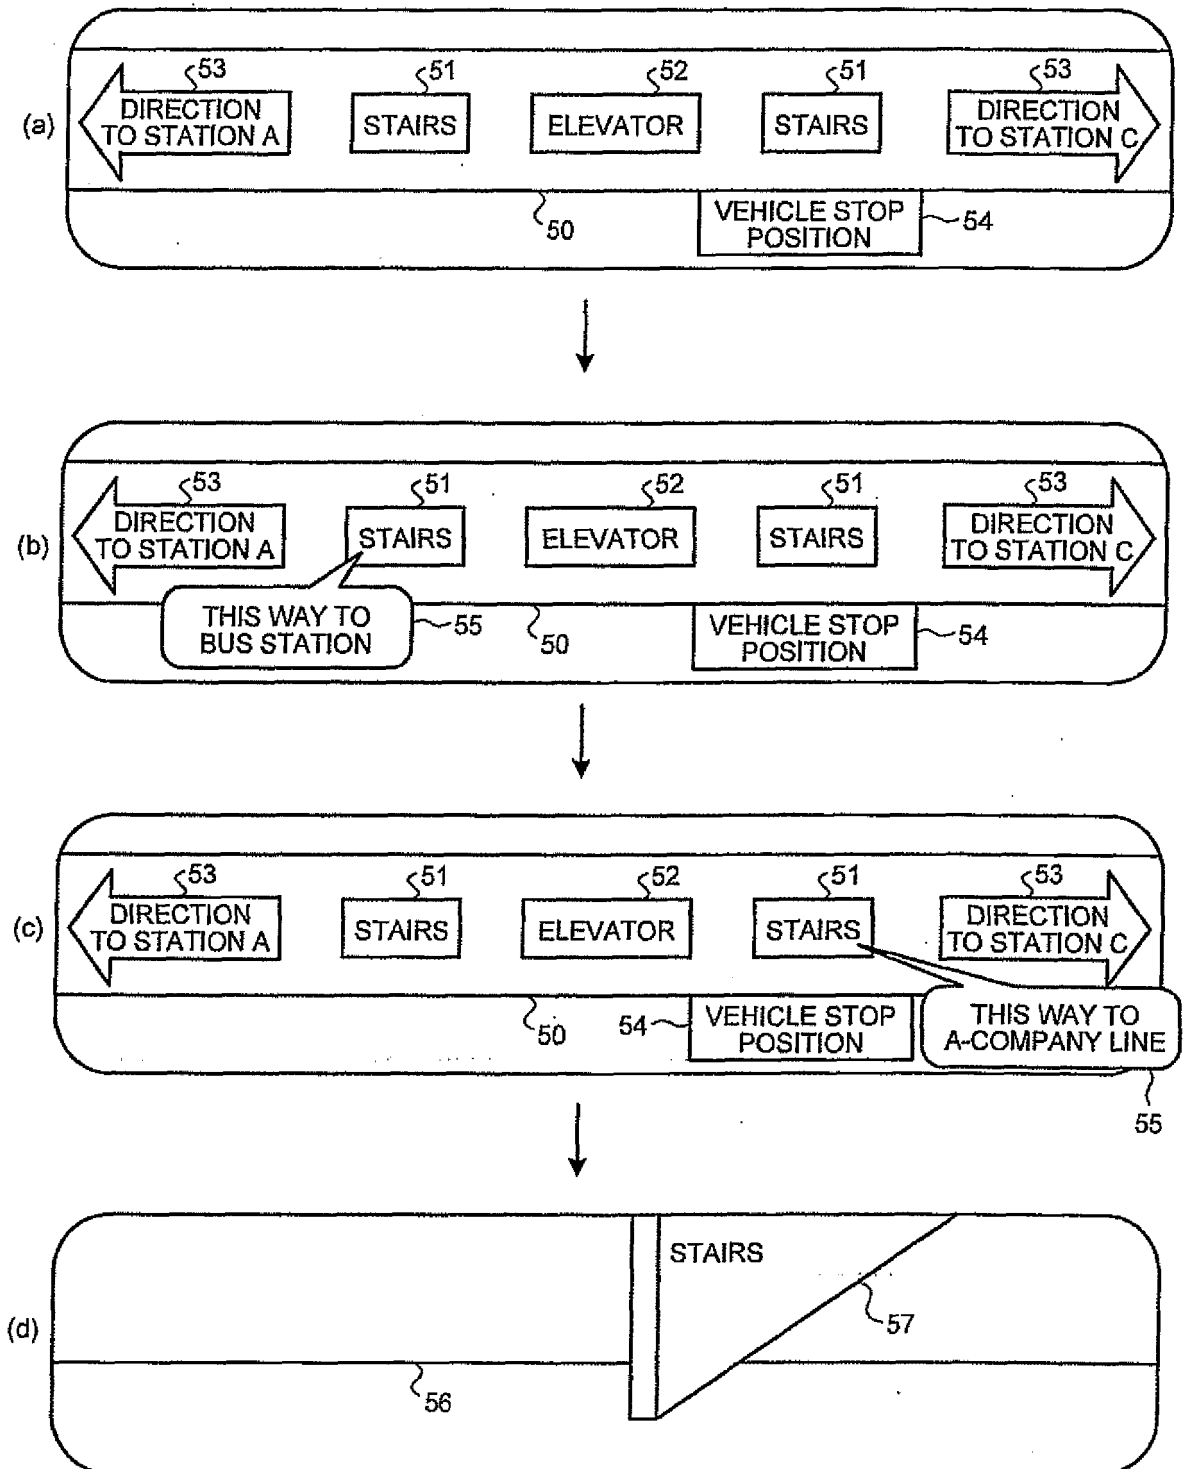 (a)
53
51
52
51
53
DIRECTION
TO STATION A
STAIRS
ELEVATOR
STAIRS
DIRECTION
TO STATION C
50
VEHICLE STOP
POSITION
54
(b)
53
51
52
51
53
DIRECTION
TO STATION A
STAIRS
ELEVATOR
STAIRS
DIRECTION
TO STATION C
THIS WAY TO
BUS STATION
55
50
VEHICLE STOP
POSITION
54
(c)
53
51
52
51
53
DIRECTION
TO STATION A
STAIRS
ELEVATOR
STAIRS
DIRECTION
TO STATION C
50
54
VEHICLE STOP
POSITION
THIS WAY TO
A-COMPANY LINE
55
(d)
STAIRS
57
56